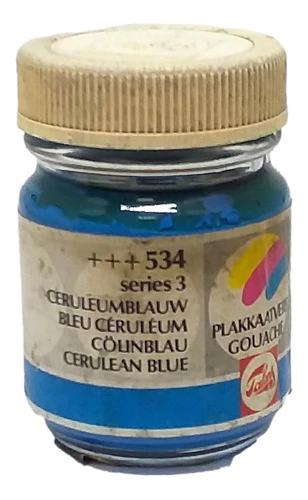 +++534
series 3
CERULEUMBLAUW
BLEU CÉRULÉUM
CÖLINBLAU
CERULEAN BLUE
PLAKKAATVERF
GOUACHE
Talens